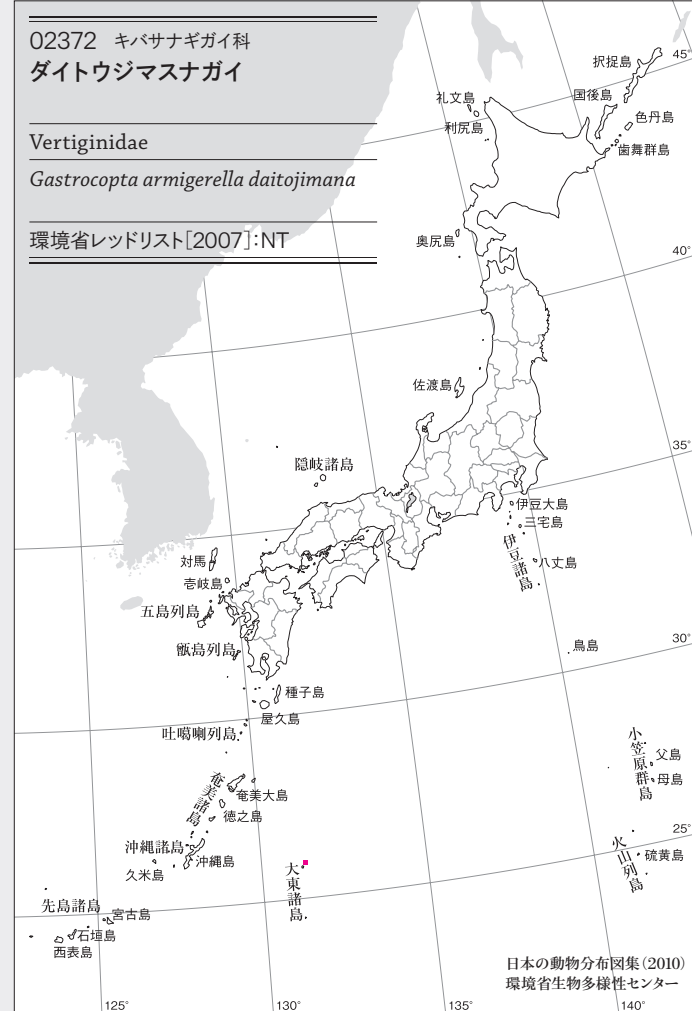 02372 キバサナギガイ科
ダイトウジマスナガイ
Vertiginidae
Gastrocopta armigerella daitojimana
環境省レッドリスト[2007]:NT
択捉島
45°
礼文島
国後島
利尻島
色丹島
歯舞群島
奥尻島
40°
佐渡島
35°
隠岐諸島
伊豆大島
三宅島
伊豆諸島
八丈島
対馬
壱岐島
五島列島
甑島列島
鳥島
30°
種子島
屋久島
吐噶喇列島
小笠原群島
父島
母島
奄美諸島
奄美大島
徳之島
25°
沖縄諸島
沖縄島
久米島
大東諸島
火山列島
硫黄島
先島諸島
宮古島
石垣島
西表島
日本の動物分布図集(2010)
環境省生物多様性センター
125°
130°
135°
140°